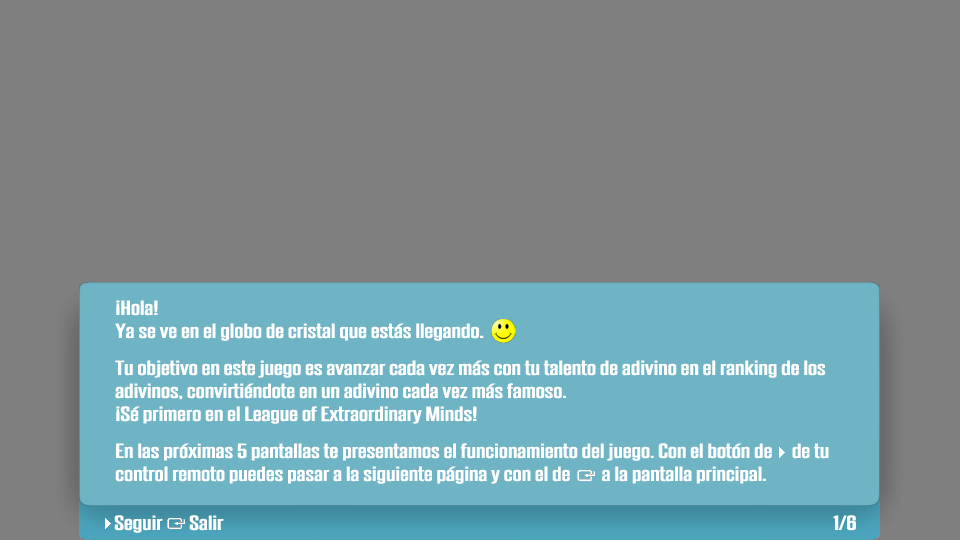 ¡Hola!
Ya se ve en el globo de cristal que estás llegando.
Tu objetivo en este juego es avanzar cada vez más con tu talento de adivino en el ranking de los
adivinos, convirtiéndote en un adivino cada vez más famoso.
¡Sé primero en el League of Extraordinary Minds!
En las próximas 5 pantallas te presentamos el funcionamiento del juego. Con el botón de de tu
control remoto puedes pasar a la siguiente página y con el de a la pantalla principal.
Seguir Salir 1/6